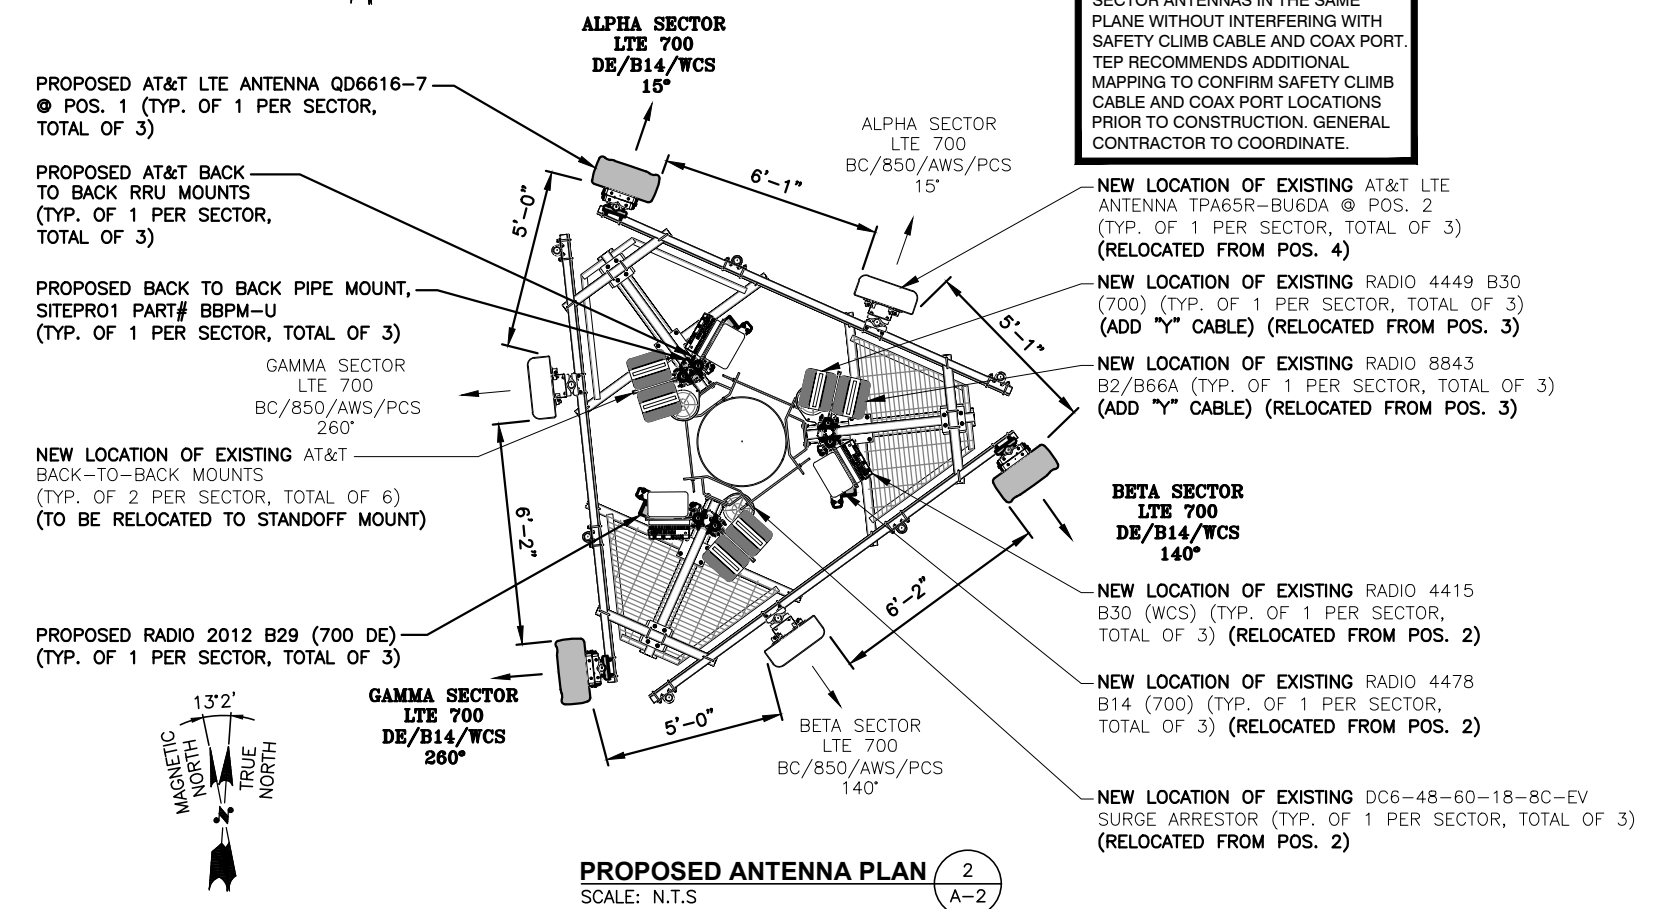 ALPHA SECTOR
LTE 700
DE/B14/WCS
15°
SECTOR ANTENNAS IN THE SAME
PLANE WITHOUT INTERFERING WITH
SAFETY CLIMB CABLE AND COAX PORT.
TEP RECOMMENDS ADDITIONAL
MAPPING TO CONFIRM SAFETY CLIMB
CABLE AND COAX PORT LOCATIONS
PRIOR TO CONSTRUCTION. GENERAL
CONTRACTOR TO COORDINATE.
PROPOSED AT&T LTE ANTENNA QD6616-7
@ POS. 1 (TYP. OF 1 PER SECTOR,
TOTAL OF 3)
PROPOSED AT&T BACK
TO BACK RRU MOUNTS
(TYP. OF 1 PER SECTOR,
TOTAL OF 3)
PROPOSED BACK TO BACK PIPE MOUNT,
SITEPRO1 PART# BBPM-U
(TYP. OF 1 PER SECTOR, TOTAL OF 3)
GAMMA SECTOR
LTE 700
BC/850/AWS/PCS
260°
NEW LOCATION OF EXISTING AT&T
BACK-TO-BACK MOUNTS
(TYP. OF 2 PER SECTOR, TOTAL OF 6)
(TO BE RELOCATED TO STANDOFF MOUNT)
PROPOSED RADIO 2012 B29 (700 DE)
(TYP. OF 1 PER SECTOR, TOTAL OF 3)
13°2'
MAGNETIC
NORTH
TRUE
NORTH
N
GAMMA SECTOR
LTE 700
DE/B14/WCS
260°
5'-0"
6'-1"
5'-1"
6'-2"
6'-2"
5'-0"
ALPHA SECTOR
LTE 700
BC/850/AWS/PCS
15°
BETA SECTOR
LTE 700
BC/850/AWS/PCS
140°
BETA SECTOR
LTE 700
DE/B14/WCS
140°
NEW LOCATION OF EXISTING AT&T LTE
ANTENNA TPA65R-BU6DA @ POS. 2
(TYP. OF 1 PER SECTOR, TOTAL OF 3)
(RELOCATED FROM POS. 4)
NEW LOCATION OF EXISTING RADIO 4449 B30
(700) (TYP. OF 1 PER SECTOR, TOTAL OF 3)
(ADD "Y" CABLE) (RELOCATED FROM POS. 3)
NEW LOCATION OF EXISTING RADIO 8843
B2/B66A (TYP. OF 1 PER SECTOR, TOTAL OF 3)
(ADD "Y" CABLE) (RELOCATED FROM POS. 3)
NEW LOCATION OF EXISTING RADIO 4415
B30 (WCS) (TYP. OF 1 PER SECTOR,
TOTAL OF 3) (RELOCATED FROM POS. 2)
NEW LOCATION OF EXISTING RADIO 4478
B14 (700) (TYP. OF 1 PER SECTOR,
TOTAL OF 3) (RELOCATED FROM POS. 2)
NEW LOCATION OF EXISTING DC6-48-60-18-8C-EV
SURGE ARRESTOR (TYP. OF 1 PER SECTOR, TOTAL OF 3)
(RELOCATED FROM POS. 2)
PROPOSED ANTENNA PLAN
SCALE: N.T.S
2
A-2